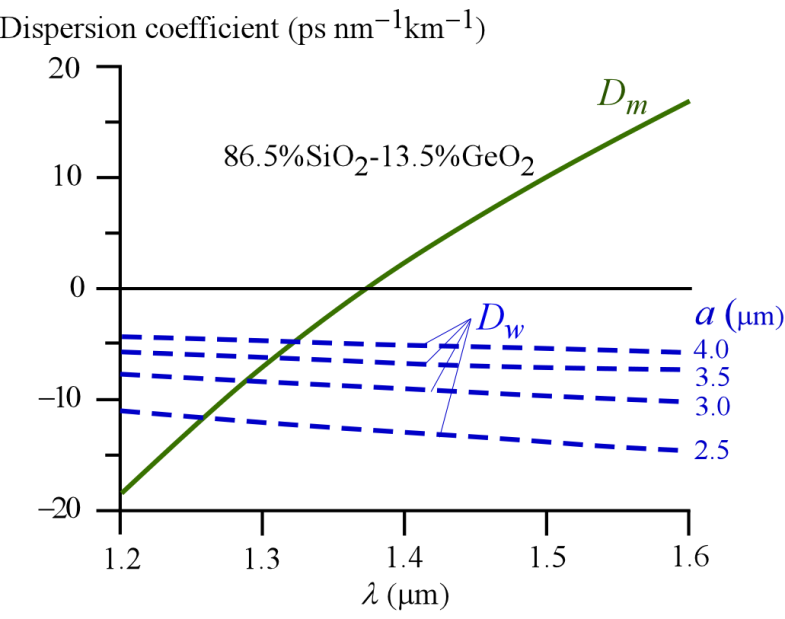 Dispersion coefficient (ps nm⁻¹km⁻¹)
20
10
0
–10
–20
D_m
86.5%SiO₂-13.5%GeO₂
D_w
a (μm)
4.0
3.5
3.0
2.5
1.2 1.3 1.4 1.5 1.6
λ (μm)